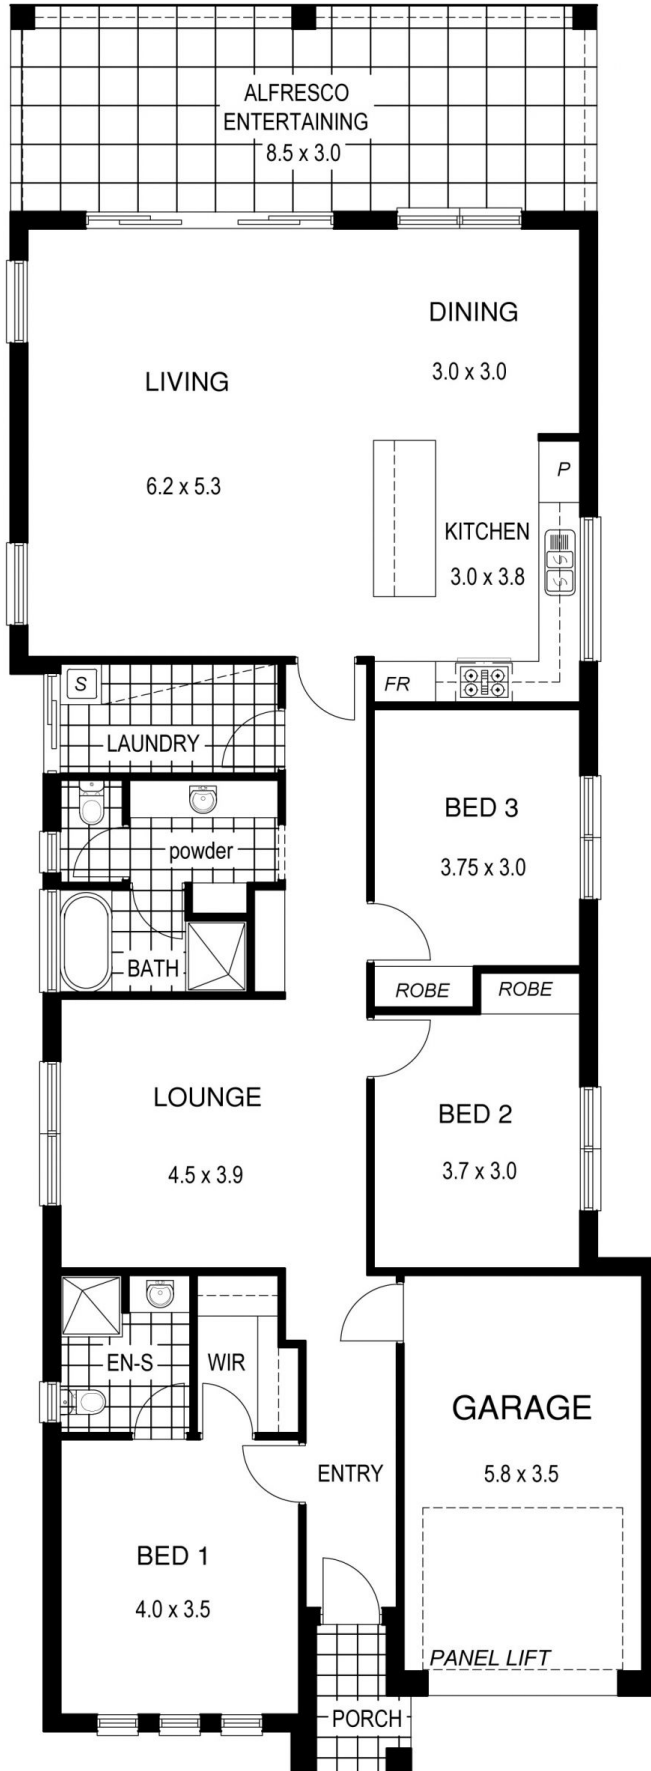 ALFRESCO
ENTERTAINING
8.5 x 3.0
DINING
3.0 x 3.0
LIVING
6.2 x 5.3
P
KITCHEN
3.0 x 3.8
FR
S
LAUNDRY
BED 3
3.75 x 3.0
powder
BATH
ROBE
ROBE
LOUNGE
4.5 x 3.9
BED 2
3.7 x 3.0
EN-S
WIR
GARAGE
5.8 x 3.5
ENTRY
BED 1
4.0 x 3.5
PANEL LIFT
PORCH